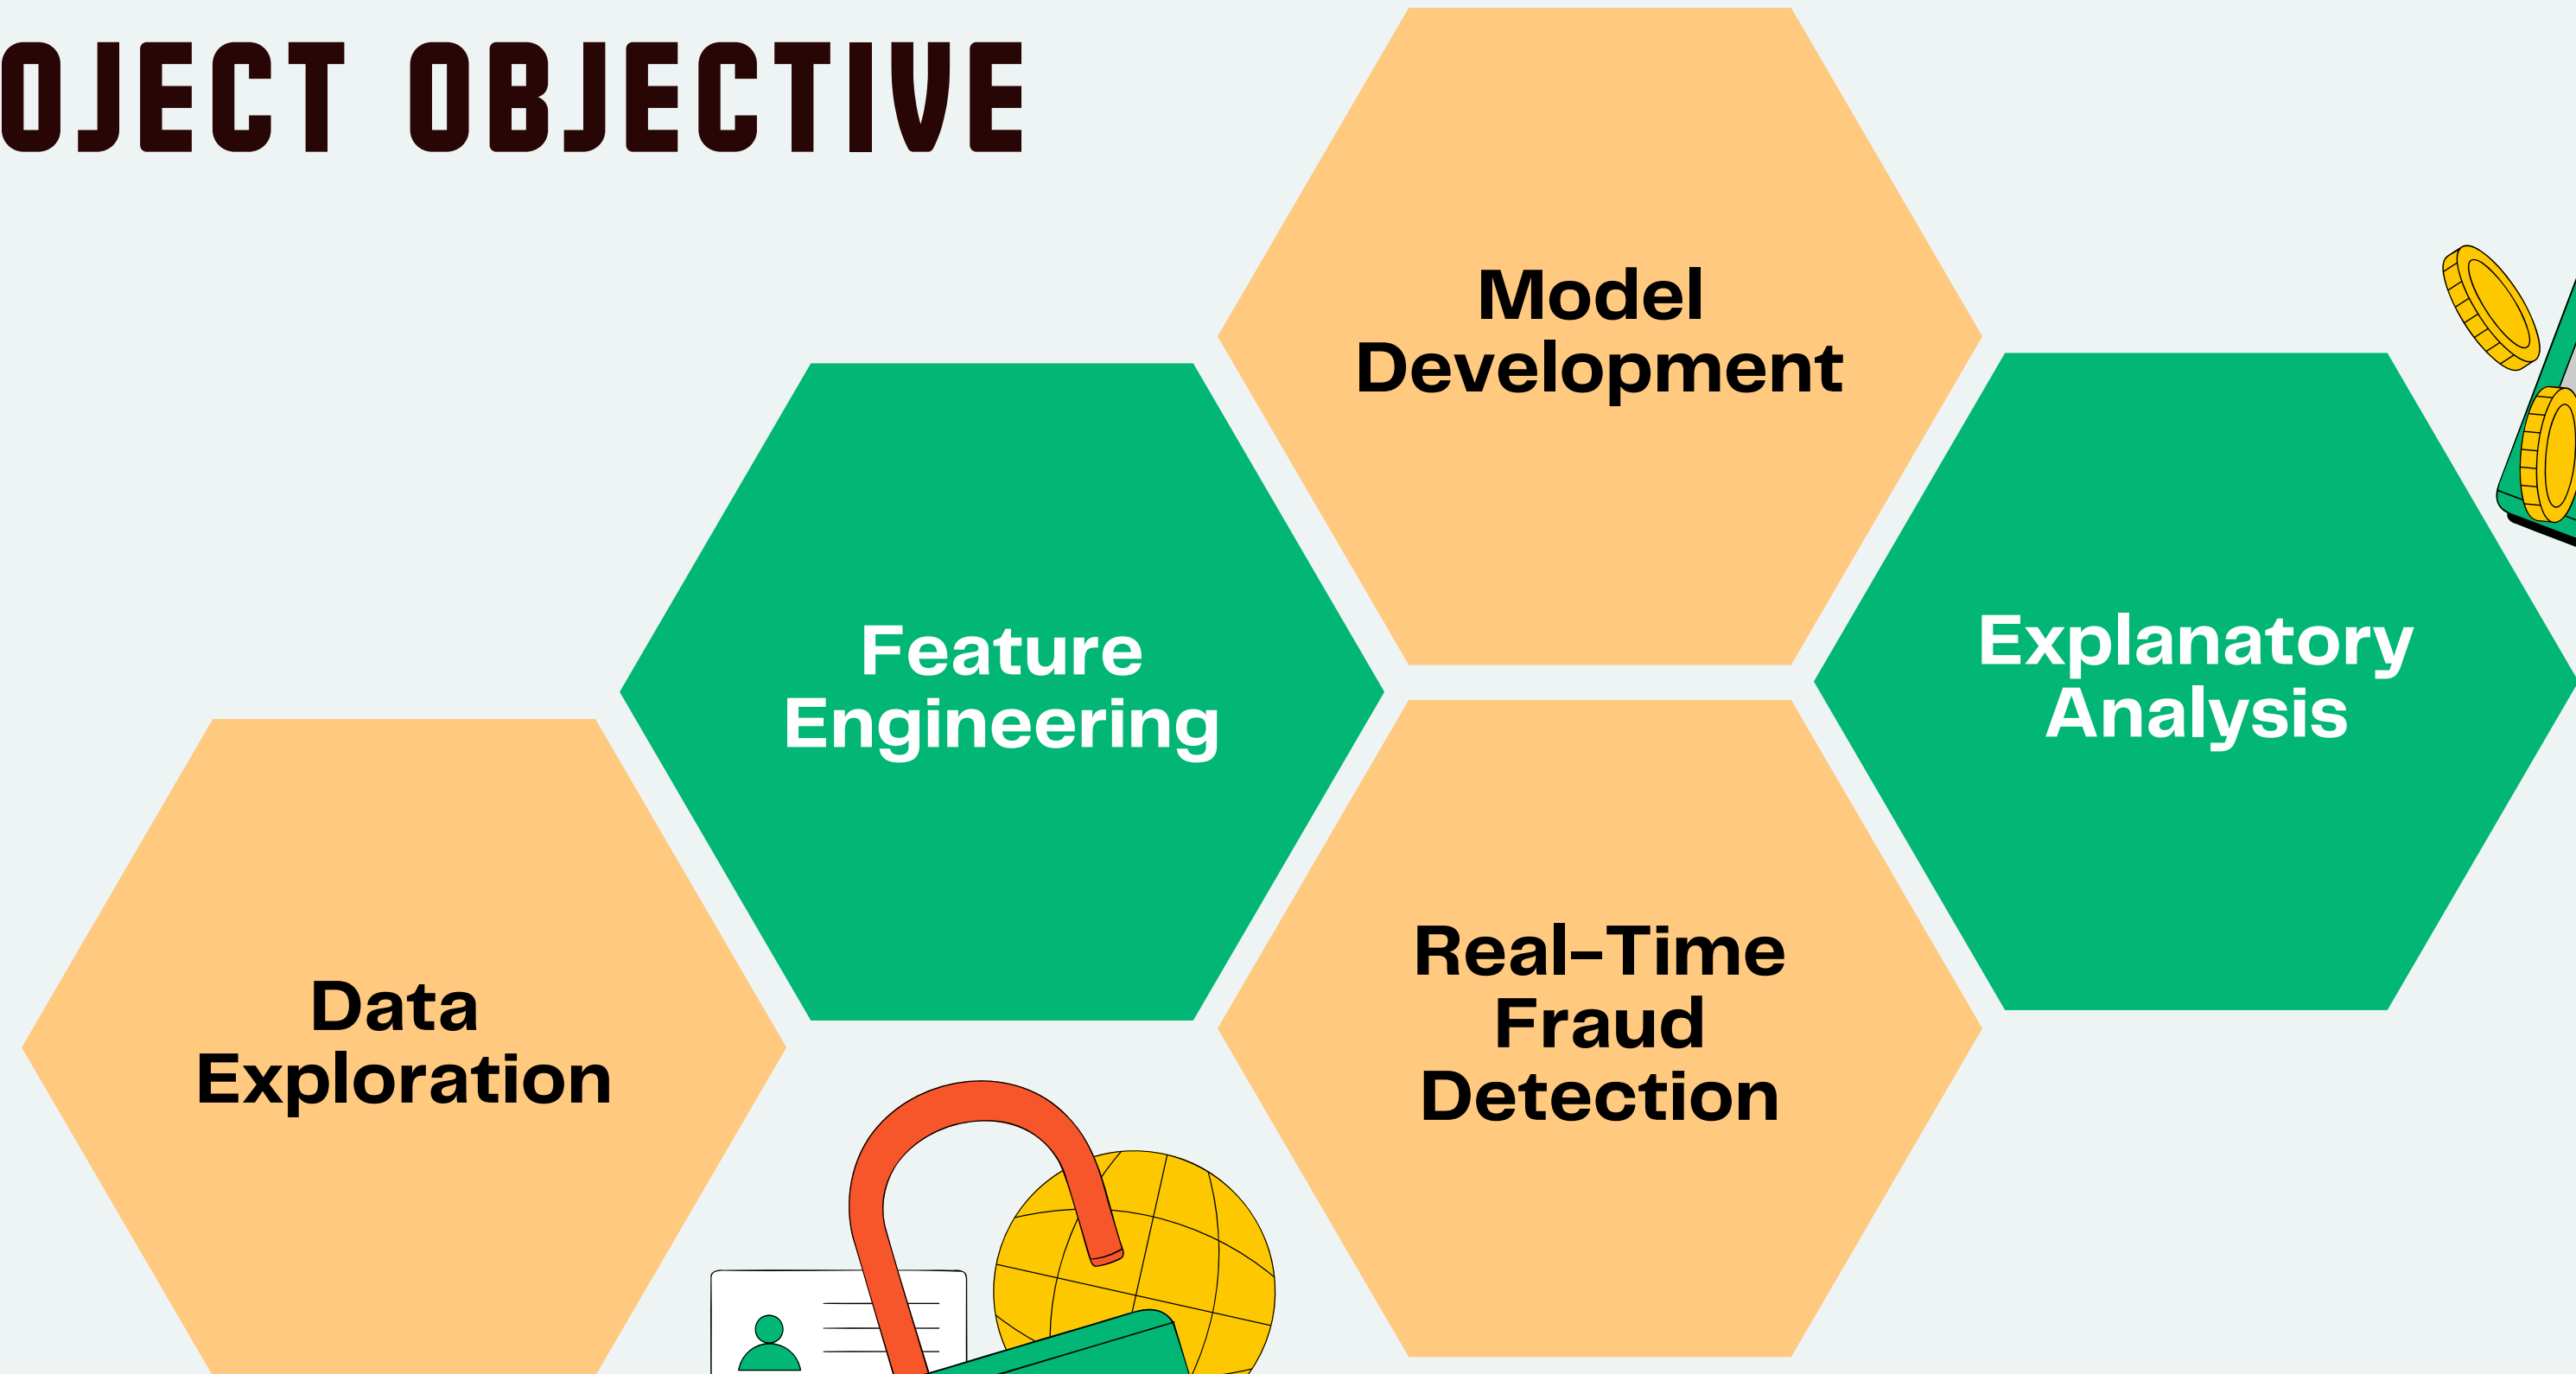 OJECT OBJECTIVE
Model
Development
Feature
Engineering
Explanatory
Analysis
Data
Exploration
Real-Time
Fraud
Detection